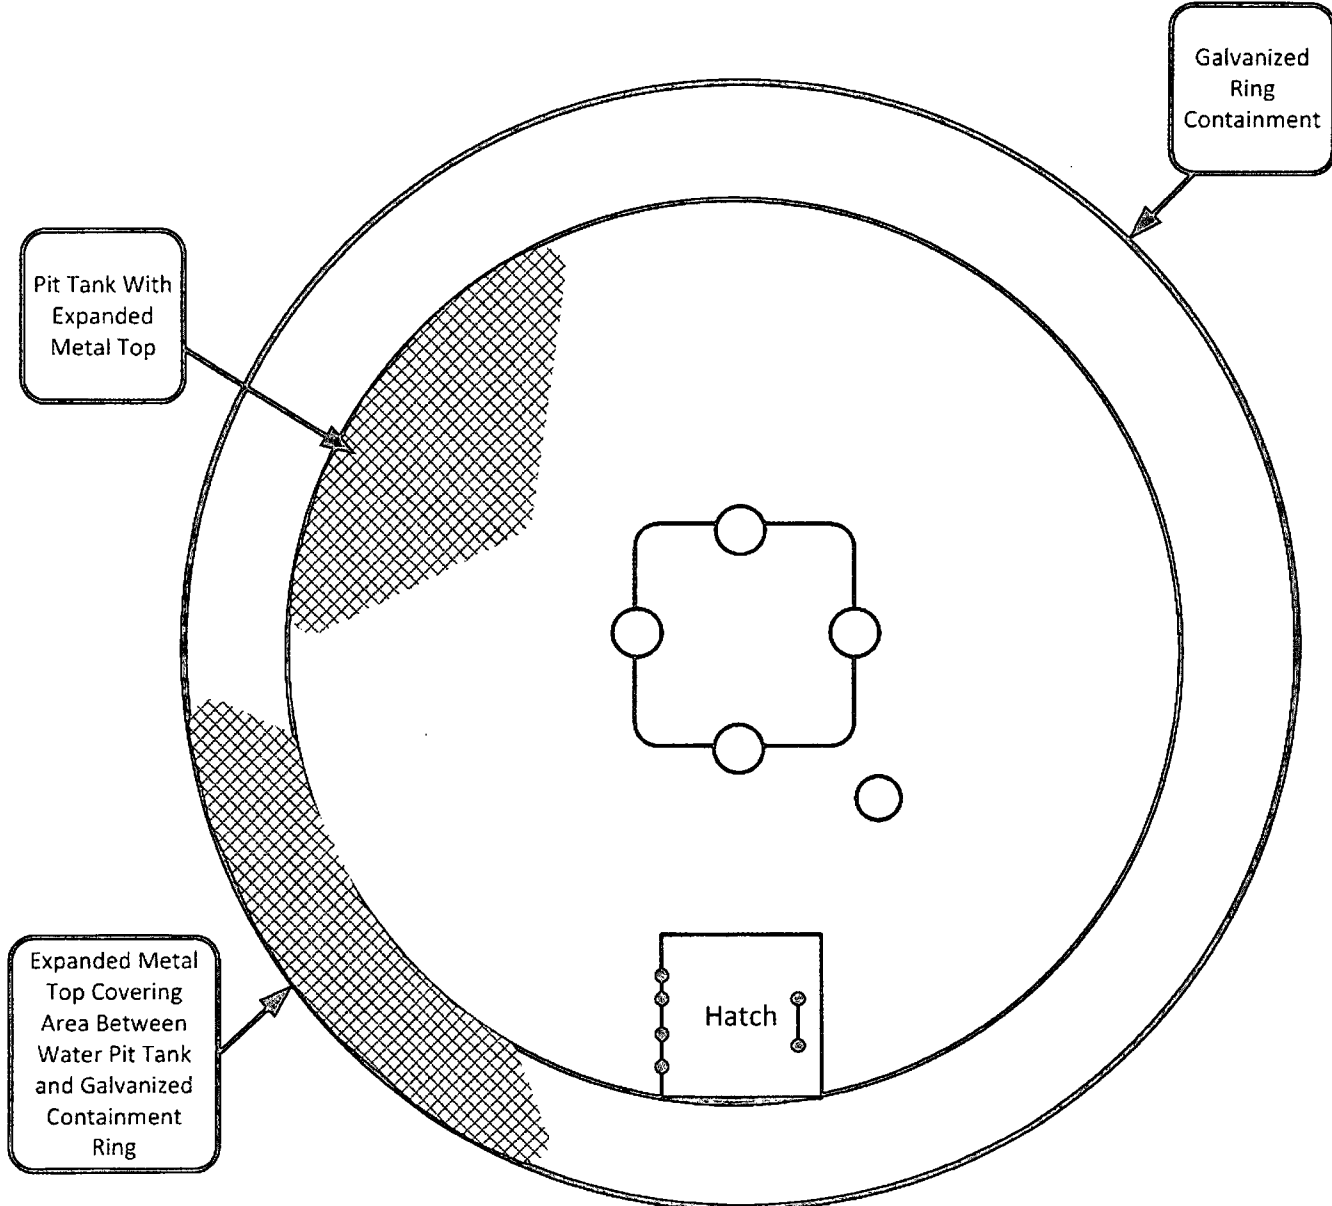 Galvanized
Ring
Containment
Pit Tank With
Expanded
Metal Top
Expanded Metal
Top Covering
Area Between
Water Pit Tank
and Galvanized
Containment
Ring
Hatch